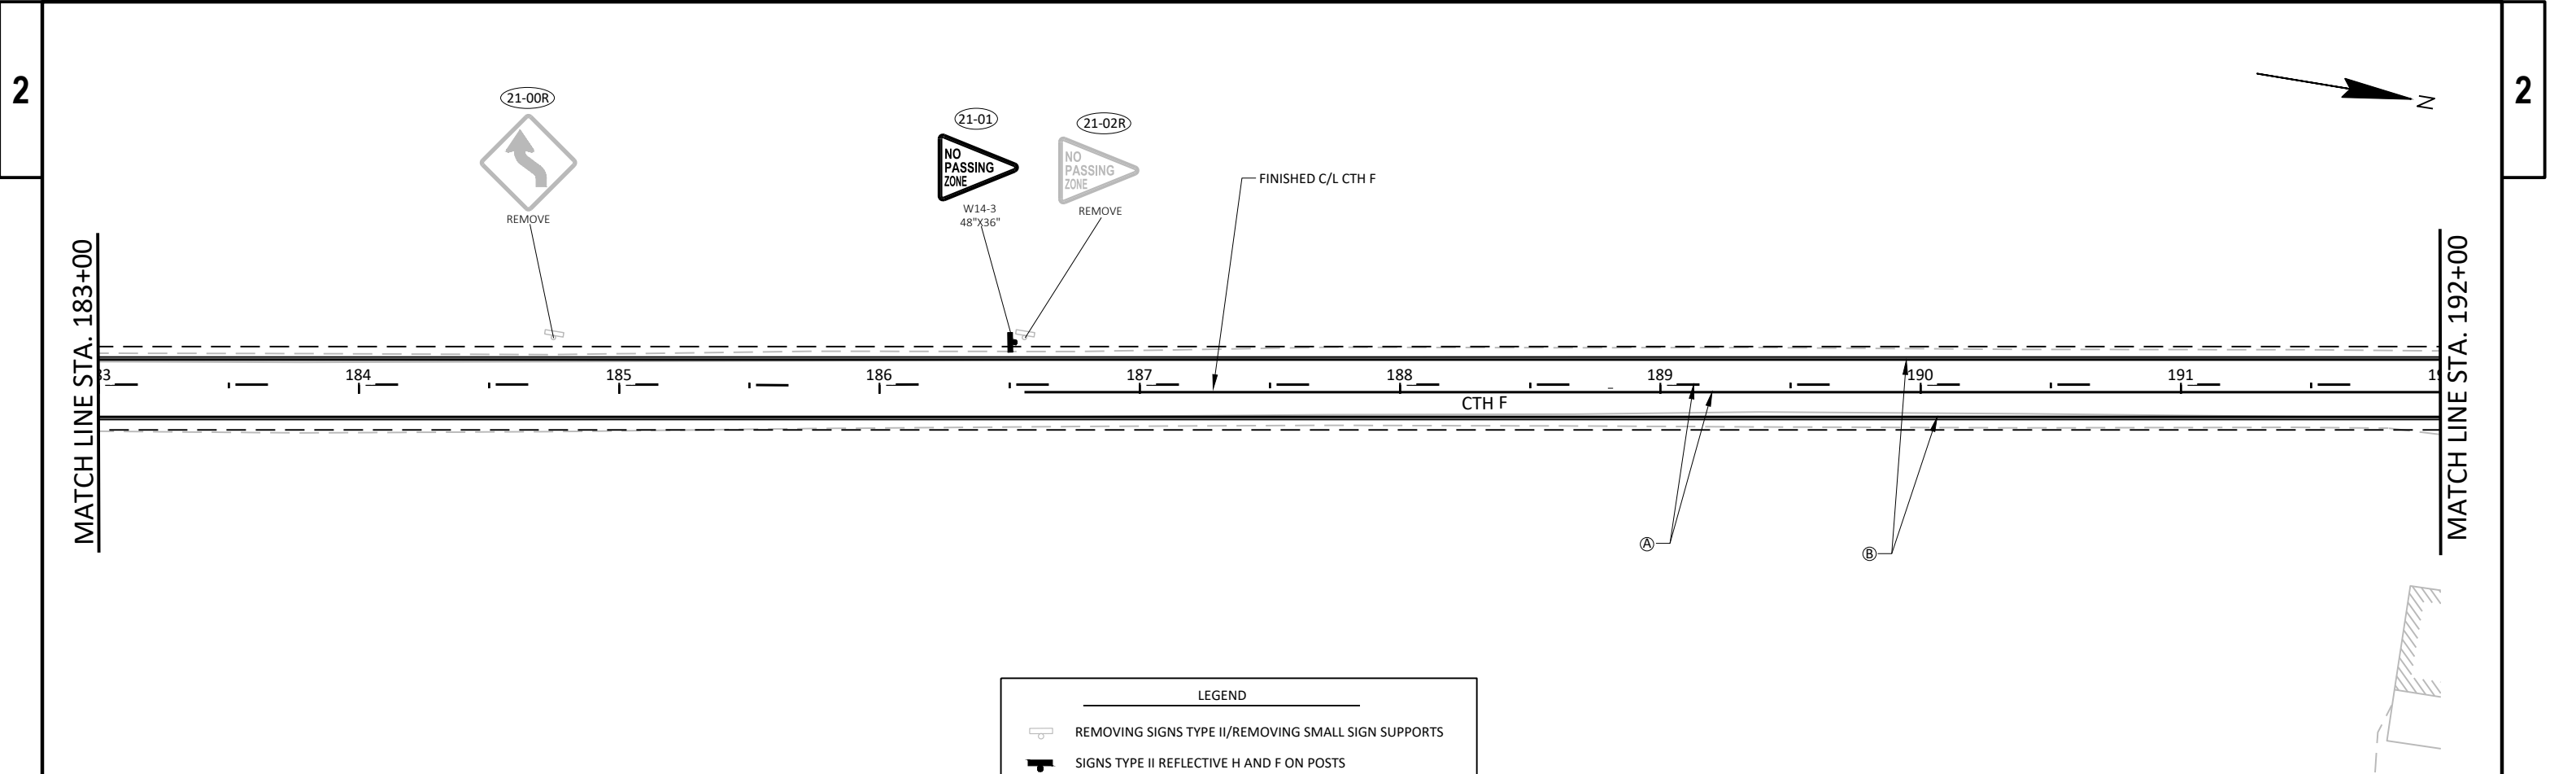 2
2
21-00R
21-01
21-02R
N
NO
PASSING
ZONE
NO
PASSING
ZONE
FINISHED C/L CTH F
W14-3
48"X36"
REMOVE
REMOVE
MATCH LINE STA. 183+00
MATCH LINE STA. 192+00
83
184
185
186
187
188
189
190
191
19
CTH F
A
B
LEGEND
REMOVING SIGNS TYPE II/REMOVING SMALL SIGN SUPPORTS
SIGNS TYPE II REFLECTIVE H AND F ON POSTS